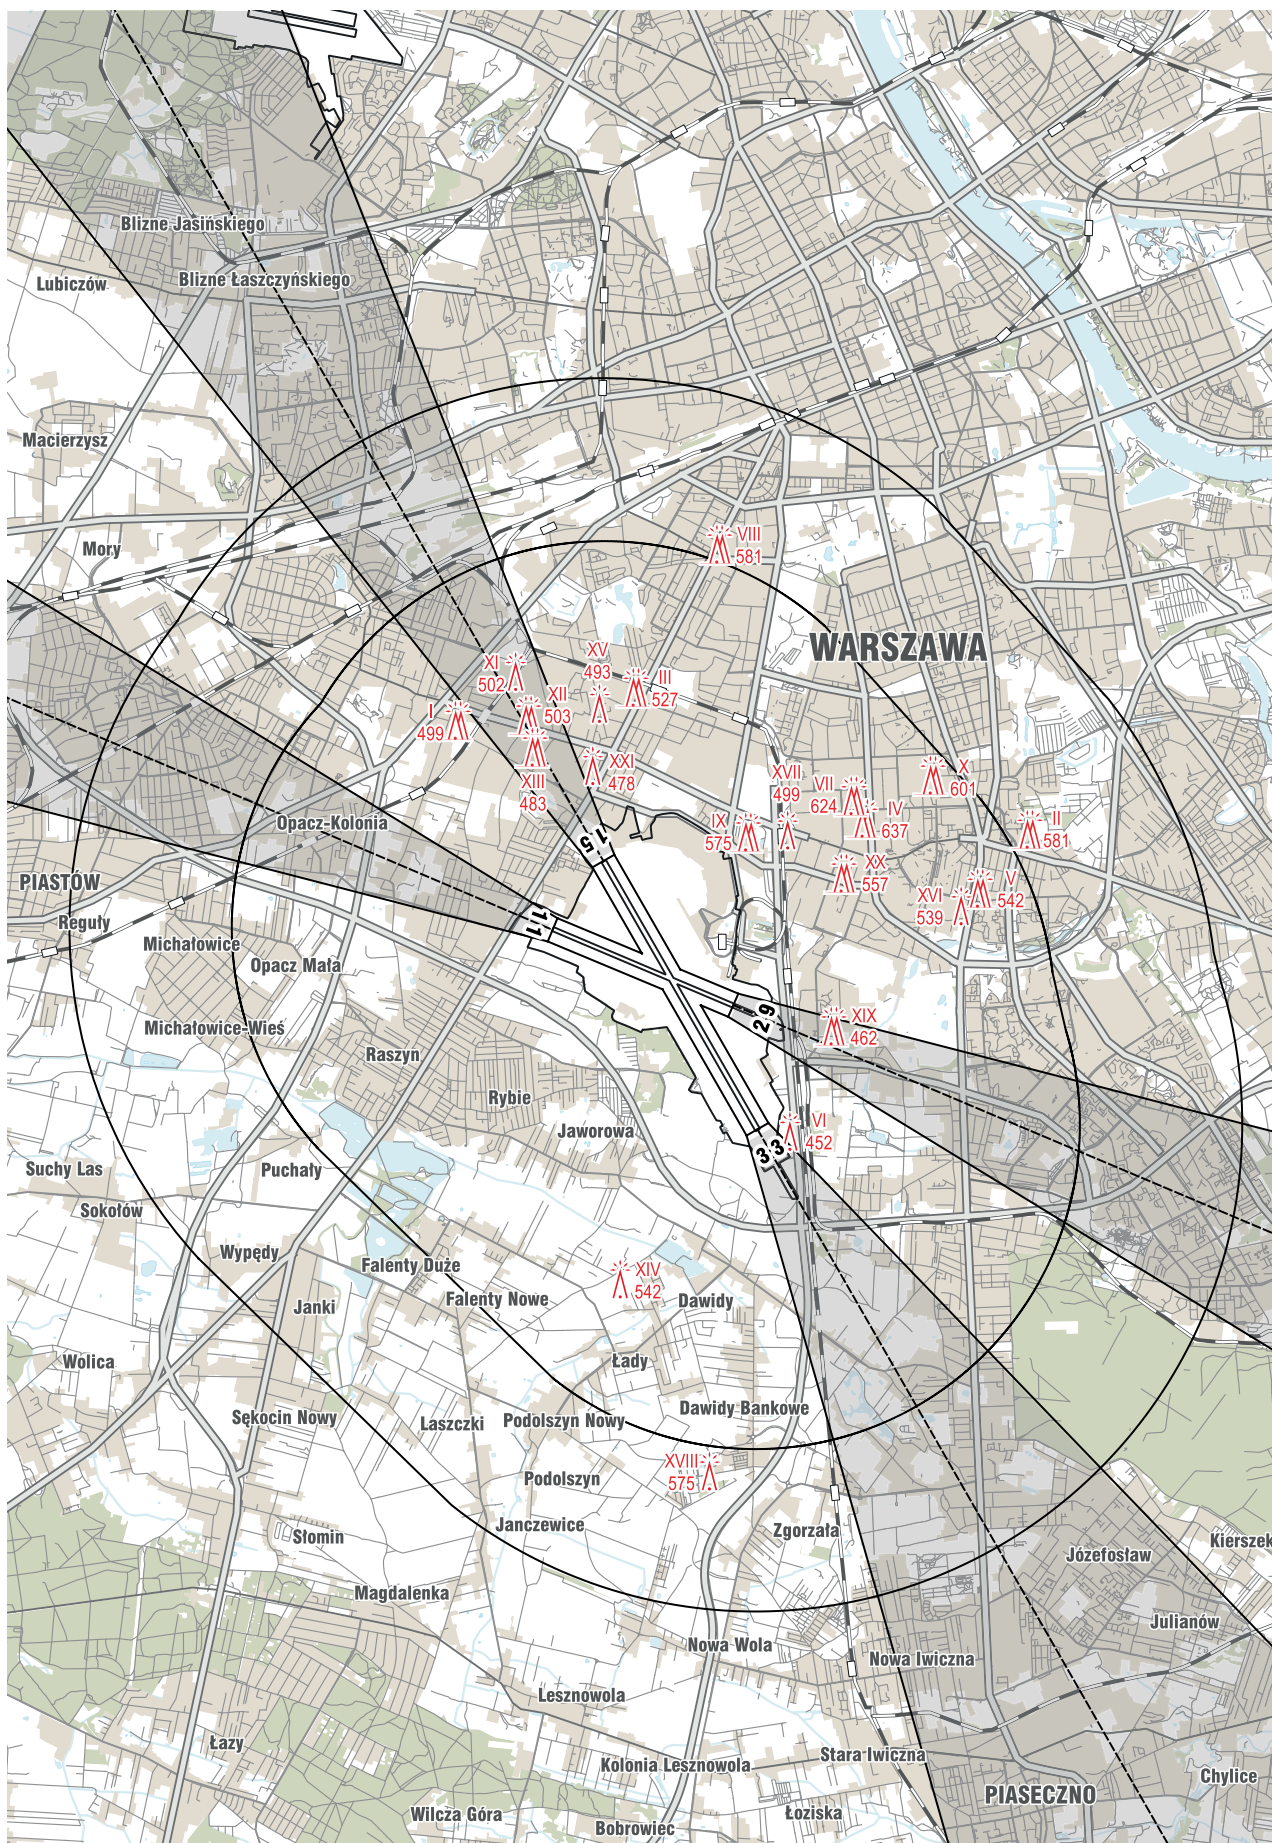 Blizne Jasińskiego
Blizne Łaszczyńskiego
Lubiczów
Macierzysz
Mory
VIII
581
WARSZAWA
XI
502
XV
493
III
527
XII
503
I
499
XXI
478
XIII
483
XVII
499
VII
624
X
601
IV
637
II
581
IX
575
XX
557
V
542
XVI
539
Opacz-Kolonia
15
11
PIASTÓW
Reguły
Michałowice
Opacz Mała
Michałowice-Wieś
29
XIX
462
Raszyn
Rybie
Jaworowa
VI
452
33
Suchy Las
Puchały
Sokołów
Wypędy
Falenty Duże
XIV
542
Janki
Falenty Nowe
Dawidy
Wolica
Łady
Sękocin Nowy
Laszczki
Podolszyn Nowy
Dawidy Bankowe
XVIII
575
Podolszyn
Słomin
Janczewice
Zgorzała
Kierszek
Józefosław
Magdalenka
Julianów
Nowa Wola
Nowa Iwiczna
Lesznowola
Łazy
Stara Iwiczna
Kolonia Lesznowola
Chylice
PIASECZNO
Wilcza Góra
Łoziska
Bobrowiec